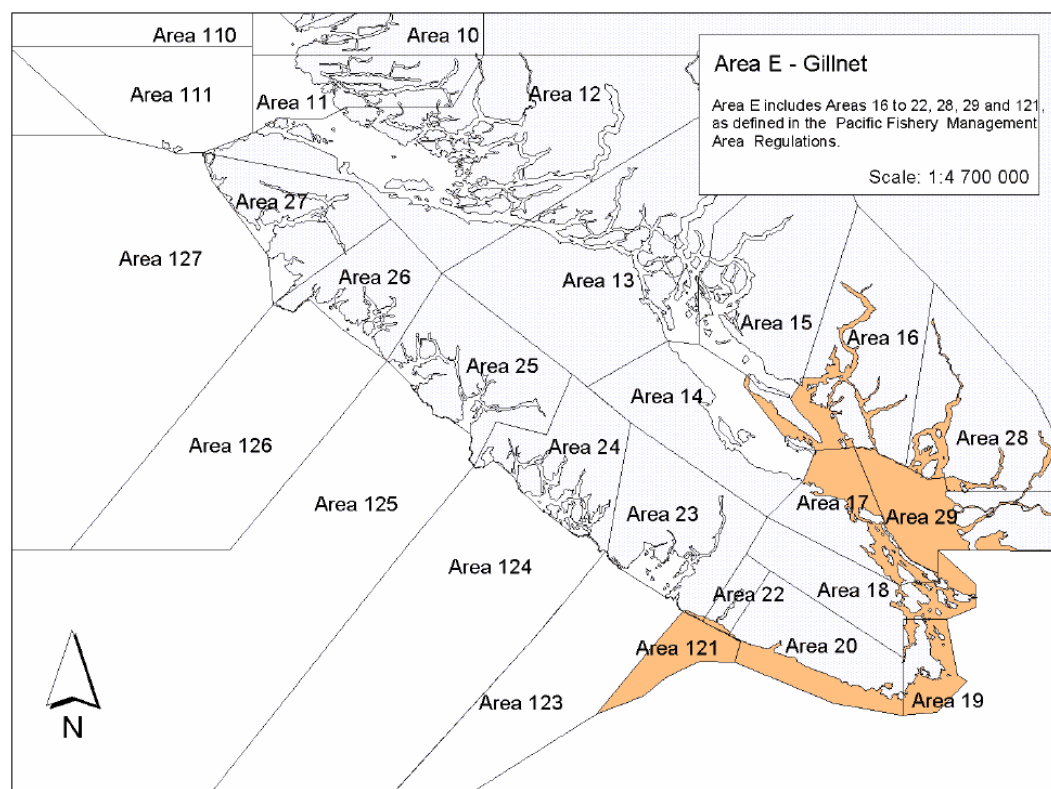 Area 110
Area 10
Area E - Gillnet
Area 111
Area 11
Area 12
Area E includes Areas 16 to 22, 28, 29 and 121,
as defined in the Pacific Fishery Management
Area Regulations.
Scale: 1:4 700 000
Area 27
Area 127
Area 26
Area 13
Area 15
Area 16
Area 25
Area 14
Area 126
Area 24
Area 28
Area 125
Area 23
Area 17
Area 29
Area 124
Area 22
Area 18
Area 121
Area 20
Area 123
Area 19
N